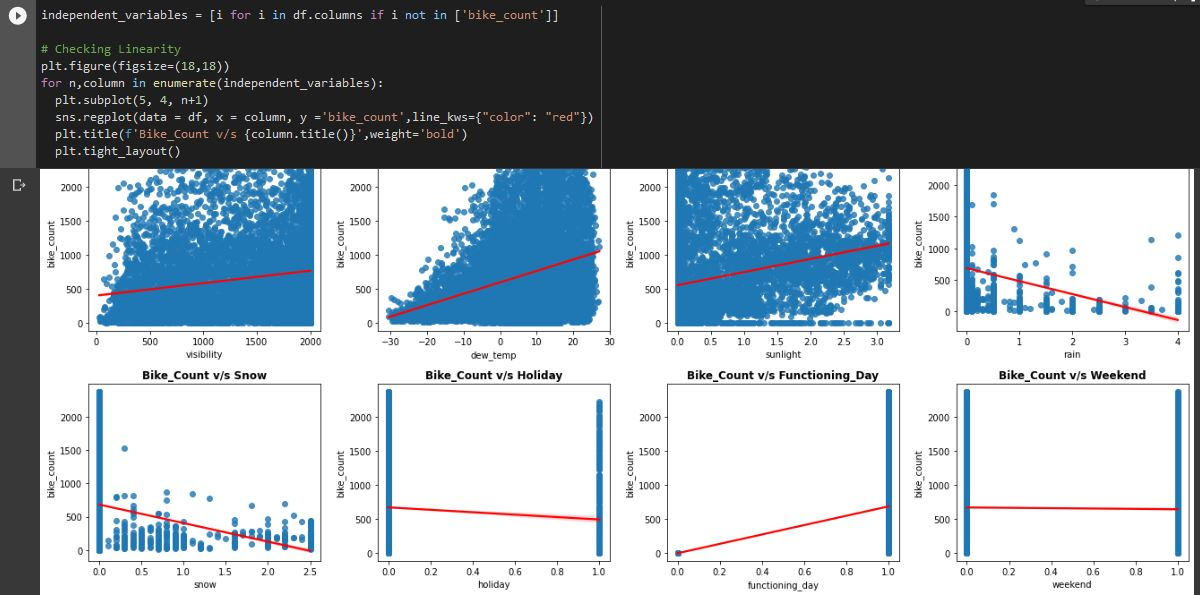 independent_variables = [i for i in df.columns if i not in ['bike_count']]
# Checking Linearity
plt.figure(figsize=(18,18))
for n,column in enumerate(independent_variables):
  plt.subplot(5, 4, n+1)
  sns.regplot(data = df, x = column, y ='bike_count',line_kws={"color": "red"})
  plt.title(f'Bike_Count v/s {column.title()}',weight='bold')
  plt.tight_layout()
bike_count
2000
1500
1000
500
0
0 500 1000 1500 2000
visibility
bike_count
2000
1500
1000
500
0
−30 −20 −10 0 10 20 30
dew_temp
bike_count
2000
1500
1000
500
0
0.0 0.5 1.0 1.5 2.0 2.5 3.0
sunlight
bike_count
2000
1500
1000
500
0
0 1 2 3 4
rain
Bike_Count v/s Snow
bike_count
2000
1500
1000
500
0
0.0 0.5 1.0 1.5 2.0 2.5
snow
Bike_Count v/s Holiday
bike_count
2000
1500
1000
500
0
0.0 0.2 0.4 0.6 0.8 1.0
holiday
Bike_Count v/s Functioning_Day
bike_count
2000
1500
1000
500
0
0.0 0.2 0.4 0.6 0.8 1.0
functioning_day
Bike_Count v/s Weekend
bike_count
2000
1500
1000
500
0
0.0 0.2 0.4 0.6 0.8 1.0
weekend